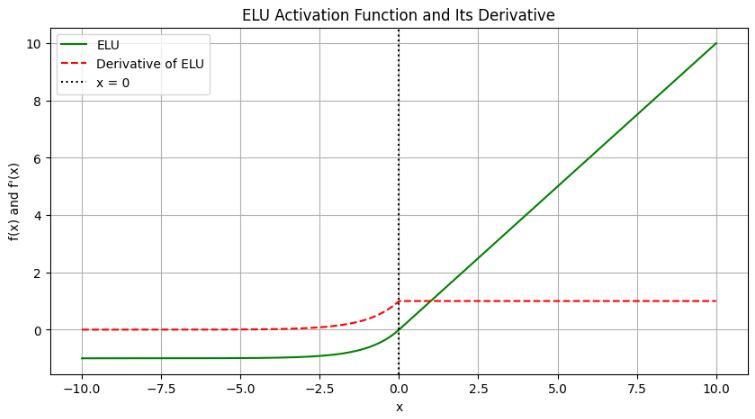 ELU Activation Function and Its Derivative
ELU
Derivative of ELU
x = 0
f(x) and f'(x)
10
8
6
4
2
0
−10.0 −7.5 −5.0 −2.5 0.0 2.5 5.0 7.5 10.0
x